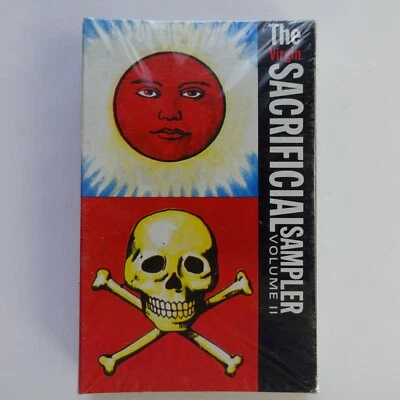 The
Virgin
SACRIFICIAL
SAMPLER
VOLUME II